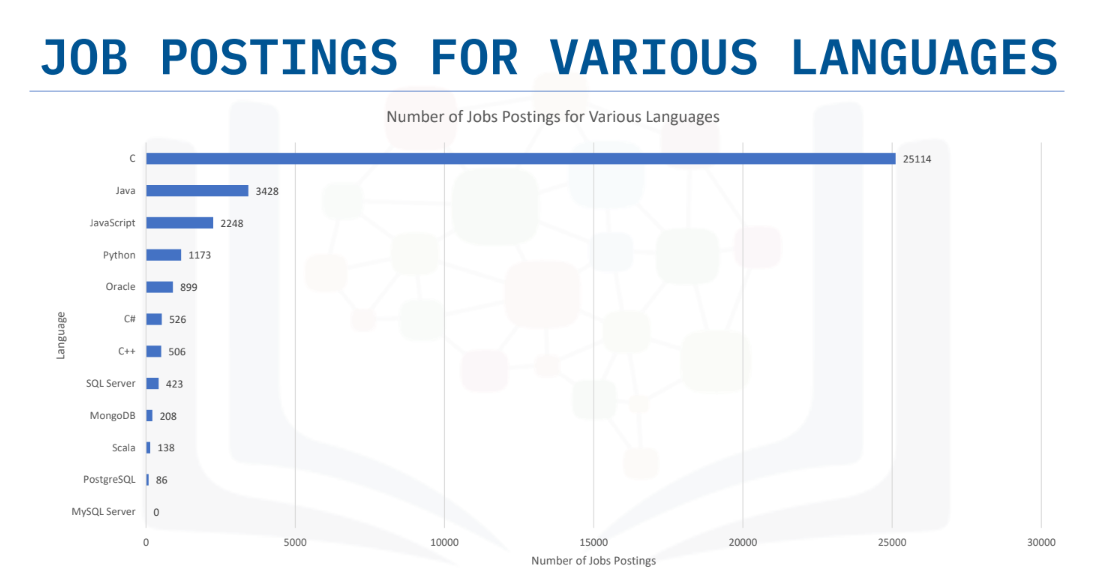 JOB POSTINGS FOR VARIOUS LANGUAGES
Number of Jobs Postings for Various Languages
Language
C 25114
Java 3428
JavaScript 2248
Python 1173
Oracle 899
C# 526
C++ 506
SQL Server 423
MongoDB 208
Scala 138
PostgreSQL 86
MySQL Server 0
0 5000 10000 15000 20000 25000 30000
Number of Jobs Postings